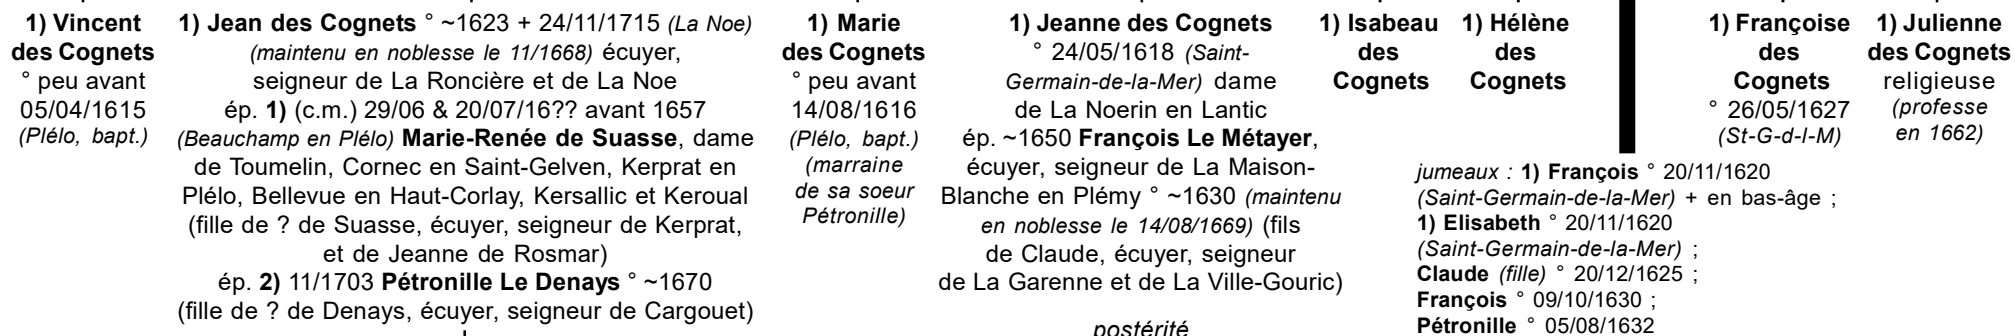 1) Vincent
des Cognets
° peu avant
05/04/1615
(Plélo, bapt.)
1) Jean des Cognets ° ~1623 + 24/11/1715 (La Noe)
(maintenu en noblesse le 11/1668) écuyer,
seigneur de La Roncière et de La Noe
ép. 1) (c.m.) 29/06 & 20/07/16?? avant 1657
(Beauchamp en Plélo) Marie-Renée de Suasse, dame
de Toumelin, Cornec en Saint-Gelven, Kerprat en
Plélo, Bellevue en Haut-Corlay, Kersallic et Keroual
(fille de ? de Suasse, écuyer, seigneur de Kerprat,
et de Jeanne de Rosmar)
ép. 2) 11/1703 Pétronille Le Denays ° ~1670
(fille de ? de Denays, écuyer, seigneur de Cargouet)
1) Marie
des Cognets
° peu avant
14/08/1616
(Plélo, bapt.)
(marraine
de sa soeur
Pétronille)
1) Jeanne des Cognets
° 24/05/1618 (Saint-
Germain-de-la-Mer) dame
de La Noerin en Lantic
ép. ~1650 François Le Métayer,
écuyer, seigneur de La Maison-
Blanche en Plémy ° ~1630 (maintenu
en noblesse le 14/08/1669) (fils
de Claude, écuyer, seigneur
de La Garenne et de La Ville-Gouric)
postérité
1) Isabeau
des
Cognets
1) Hélène
des
Cognets
1) Françoise
des
Cognets
° 26/05/1627
(St-G-d-l-M)
1) Julienne
des Cognets
religieuse
(professe
en 1662)
jumeaux : 1) François ° 20/11/1620
(Saint-Germain-de-la-Mer) + en bas-âge ;
1) Elisabeth ° 20/11/1620
(Saint-Germain-de-la-Mer) ;
Claude (fille) ° 20/12/1625 ;
François ° 09/10/1630 ;
Pétronille ° 05/08/1632